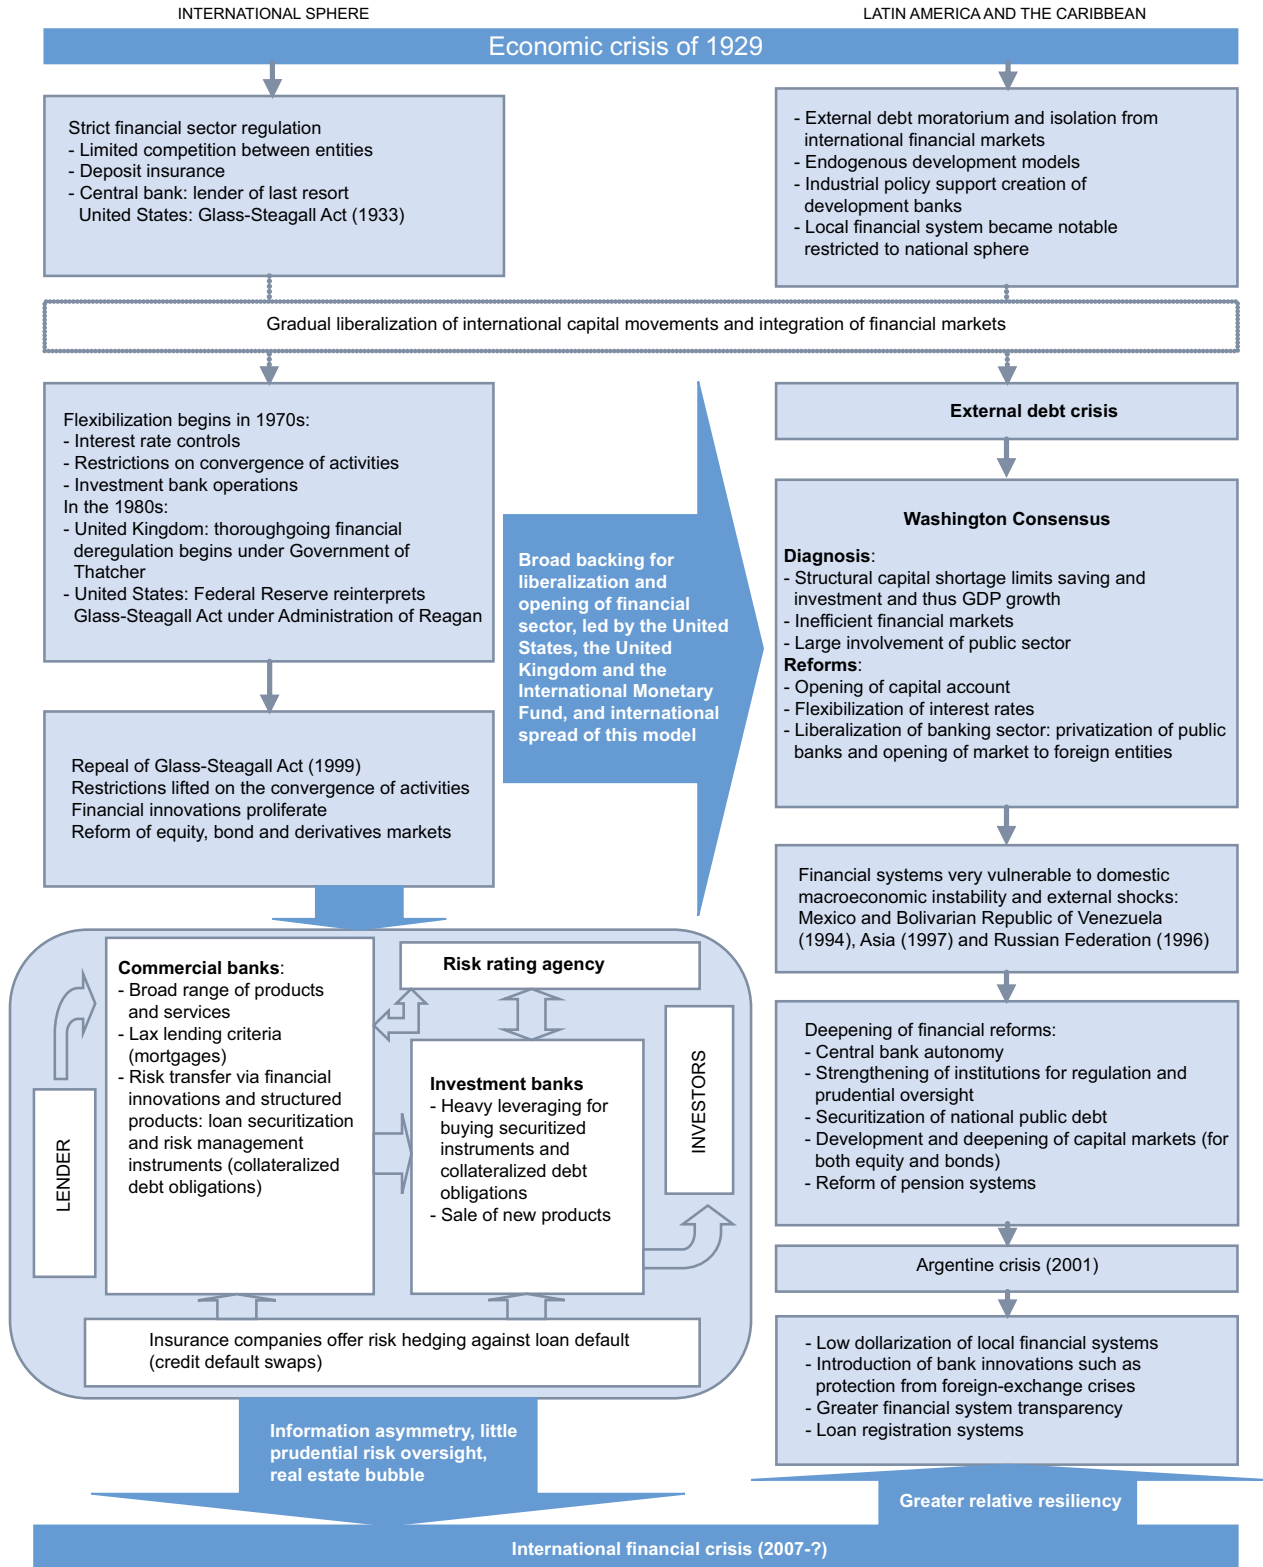 INTERNATIONAL SPHERE
LATIN AMERICA AND THE CARIBBEAN
Economic crisis of 1929
Strict financial sector regulation
- Limited competition between entities
- Deposit insurance
- Central bank: lender of last resort
United States: Glass-Steagall Act (1933)
- External debt moratorium and isolation from
international financial markets
- Endogenous development models
- Industrial policy support creation of
development banks
- Local financial system became notable
restricted to national sphere
Gradual liberalization of international capital movements and integration of financial markets
Flexibilization begins in 1970s:
- Interest rate controls
- Restrictions on convergence of activities
- Investment bank operations
In the 1980s:
- United Kingdom: thoroughgoing financial
deregulation begins under Government of
Thatcher
- United States: Federal Reserve reinterprets
Glass-Steagall Act under Administration of Reagan
Repeal of Glass-Steagall Act (1999)
Restrictions lifted on the convergence of activities
Financial innovations proliferate
Reform of equity, bond and derivatives markets
Broad backing for
liberalization and
opening of financial
sector, led by the United
States, the United
Kingdom and the
International Monetary
Fund, and international
spread of this model
External debt crisis
Washington Consensus
Diagnosis:
- Structural capital shortage limits saving and
investment and thus GDP growth
- Inefficient financial markets
- Large involvement of public sector
Reforms:
- Opening of capital account
- Flexibilization of interest rates
- Liberalization of banking sector: privatization of public
banks and opening of market to foreign entities
Financial systems very vulnerable to domestic
macroeconomic instability and external shocks:
Mexico and Bolivarian Republic of Venezuela
(1994), Asia (1997) and Russian Federation (1996)
Deepening of financial reforms:
- Central bank autonomy
- Strengthening of institutions for regulation and
prudential oversight
- Securitization of national public debt
- Development and deepening of capital markets (for
both equity and bonds)
- Reform of pension systems
Argentine crisis (2001)
- Low dollarization of local financial systems
- Introduction of bank innovations such as
protection from foreign-exchange crises
- Greater financial system transparency
- Loan registration systems
Greater relative resiliency
LENDER
Commercial banks:
- Broad range of products
and services
- Lax lending criteria
(mortgages)
- Risk transfer via financial
innovations and structured
products: loan securitization
and risk management
instruments (collateralized
debt obligations)
Risk rating agency
Investment banks
- Heavy leveraging for
buying securitized
instruments and
collateralized debt
obligations
- Sale of new products
INVESTORS
Insurance companies offer risk hedging against loan default
(credit default swaps)
Information asymmetry, little
prudential risk oversight,
real estate bubble
International financial crisis (2007-?)